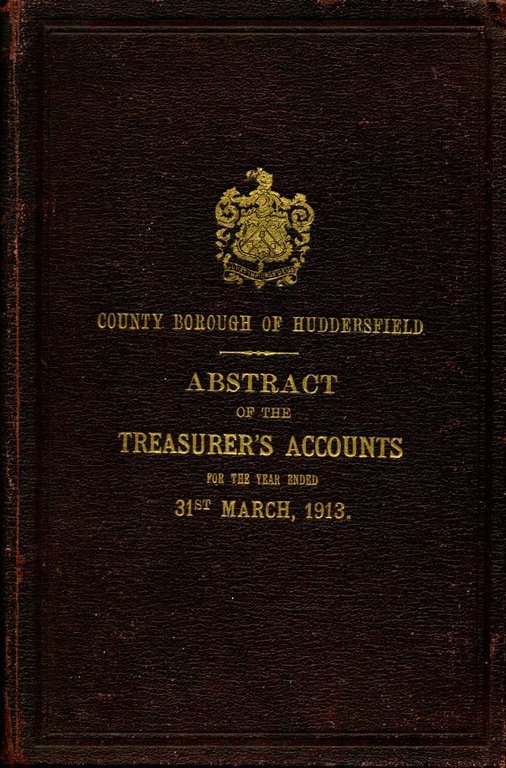 COUNTY BOROUGH OF HUDDERSFIELD
ABSTRACT
OF THE
TREASURER'S ACCOUNTS
FOR THE YEAR ENDED
31ST MARCH, 1913.